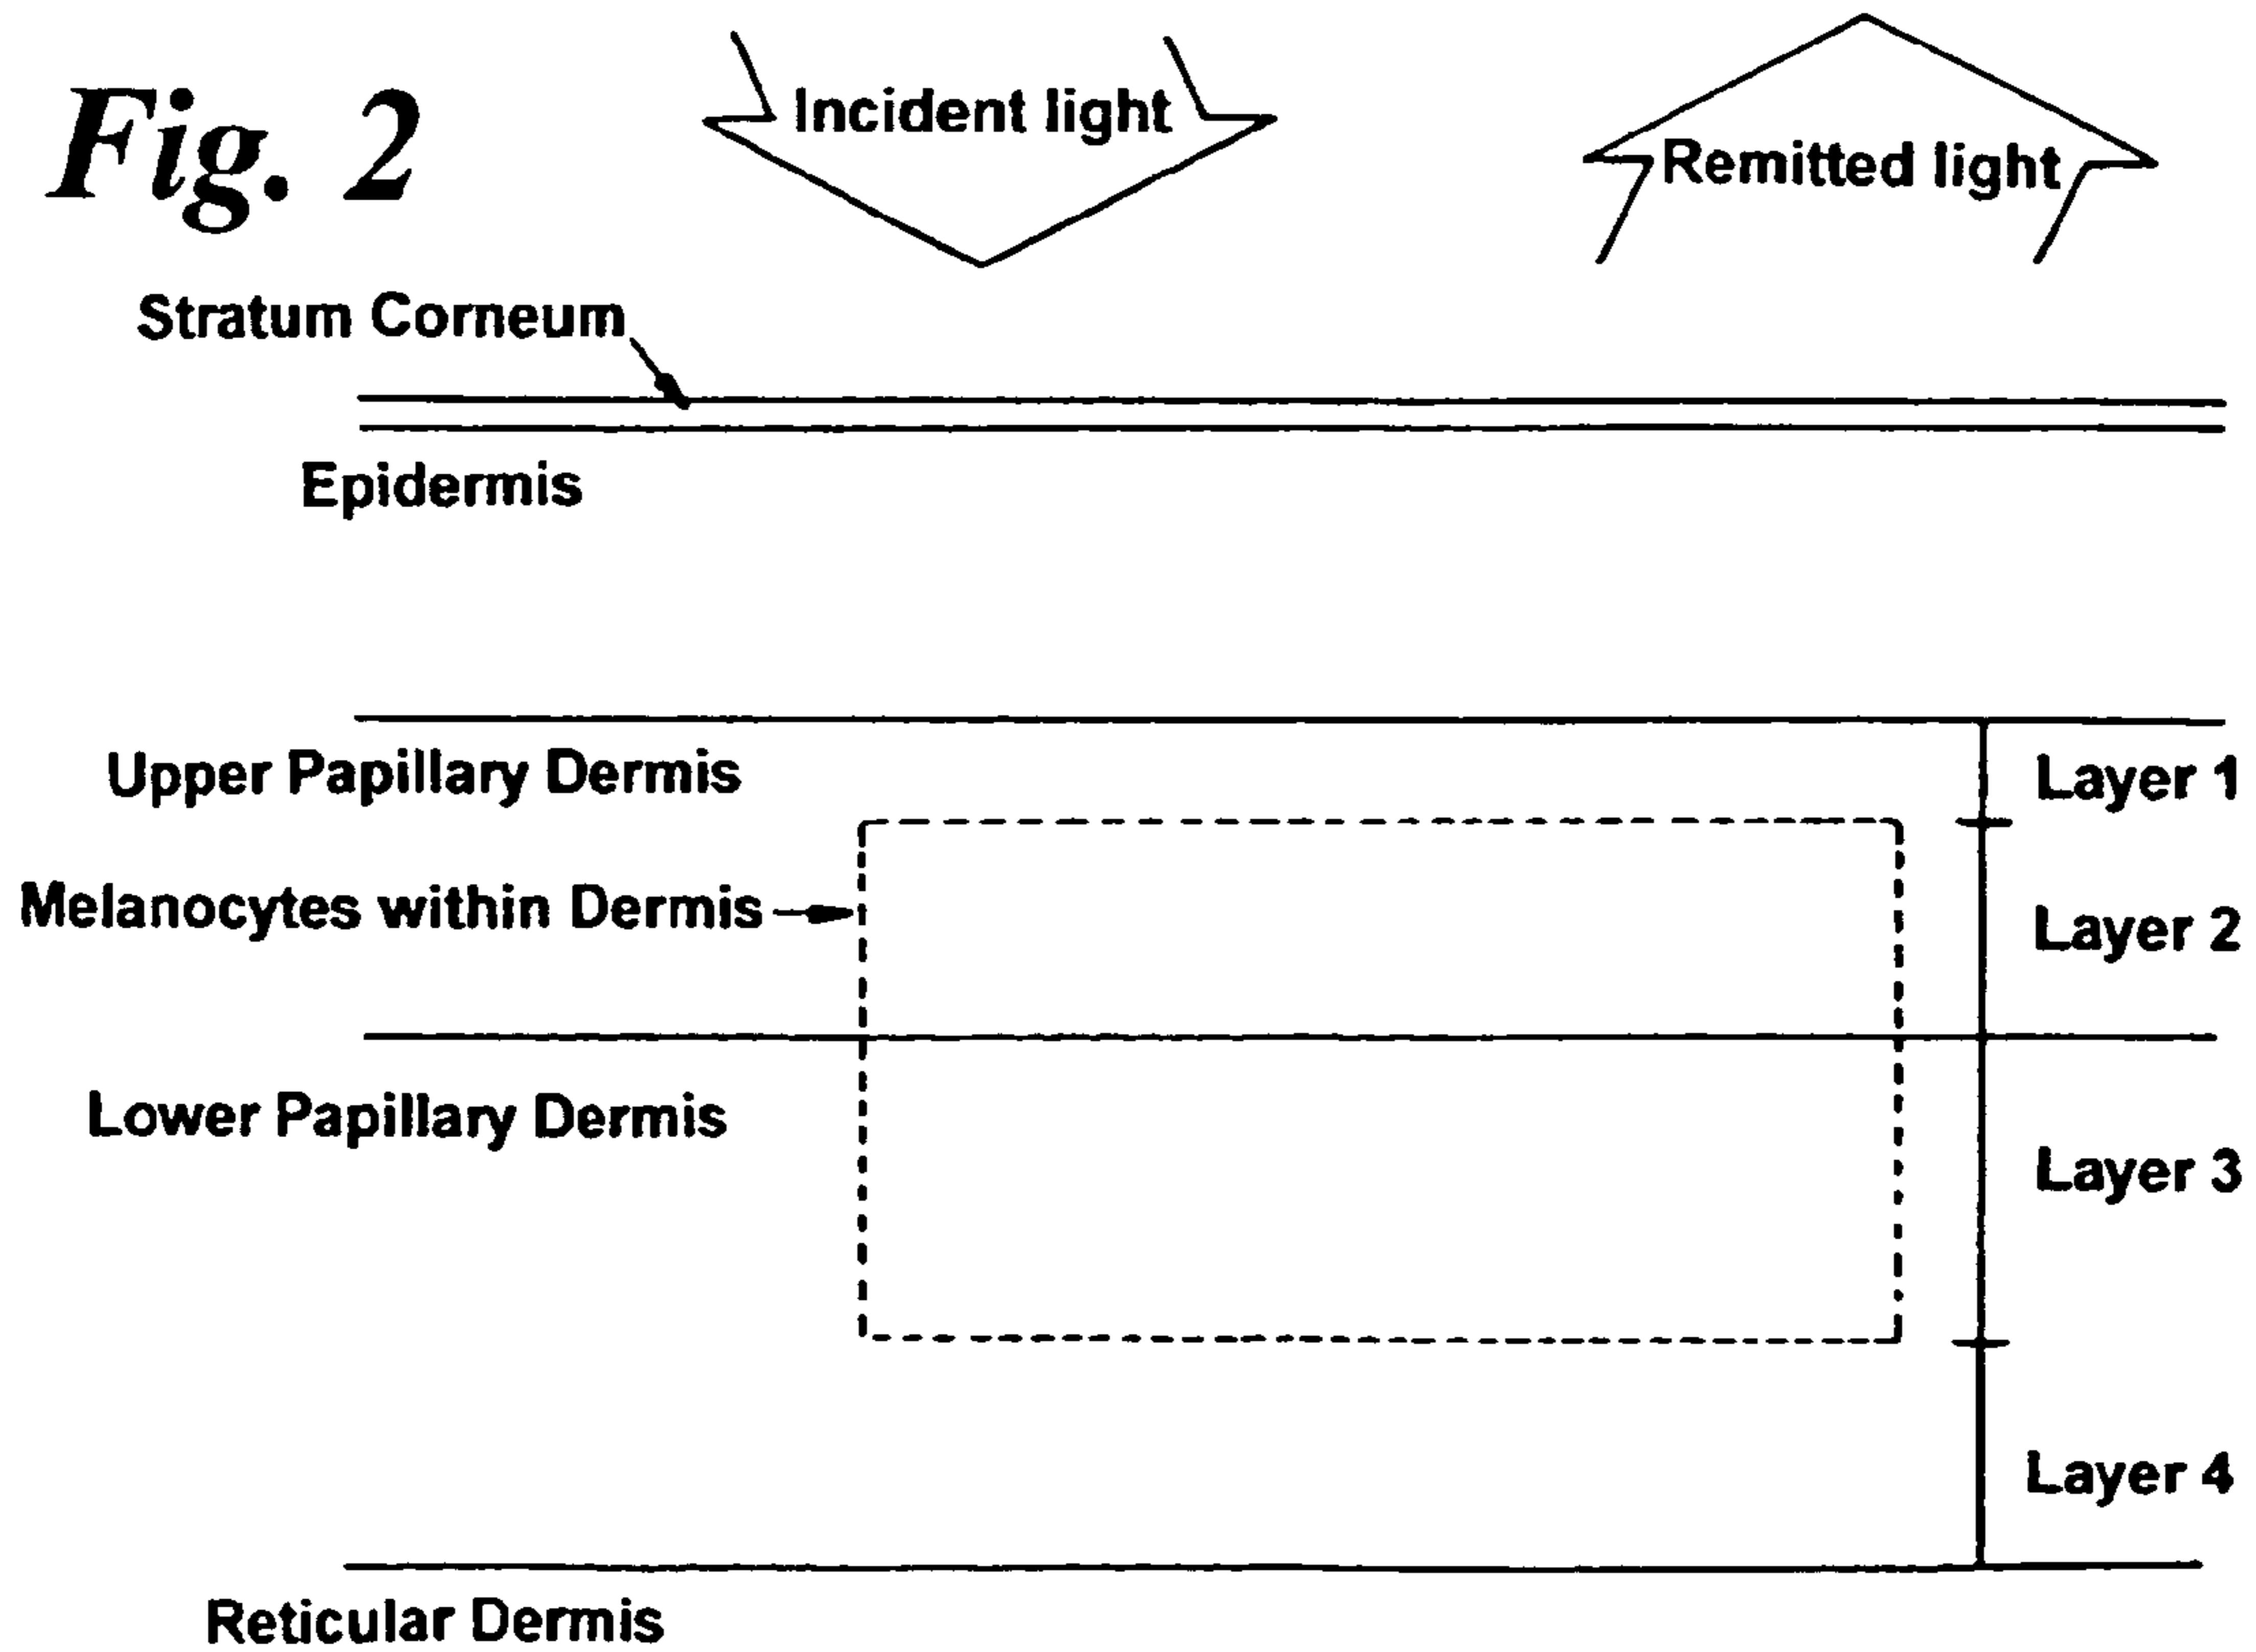 Fig. 2
Incident light
Remitted light
Stratum Corneum
Epidermis
Upper Papillary Dermis
Layer 1
Melanocytes within Dermis
Layer 2
Lower Papillary Dermis
Layer 3
Layer 4
Reticular Dermis